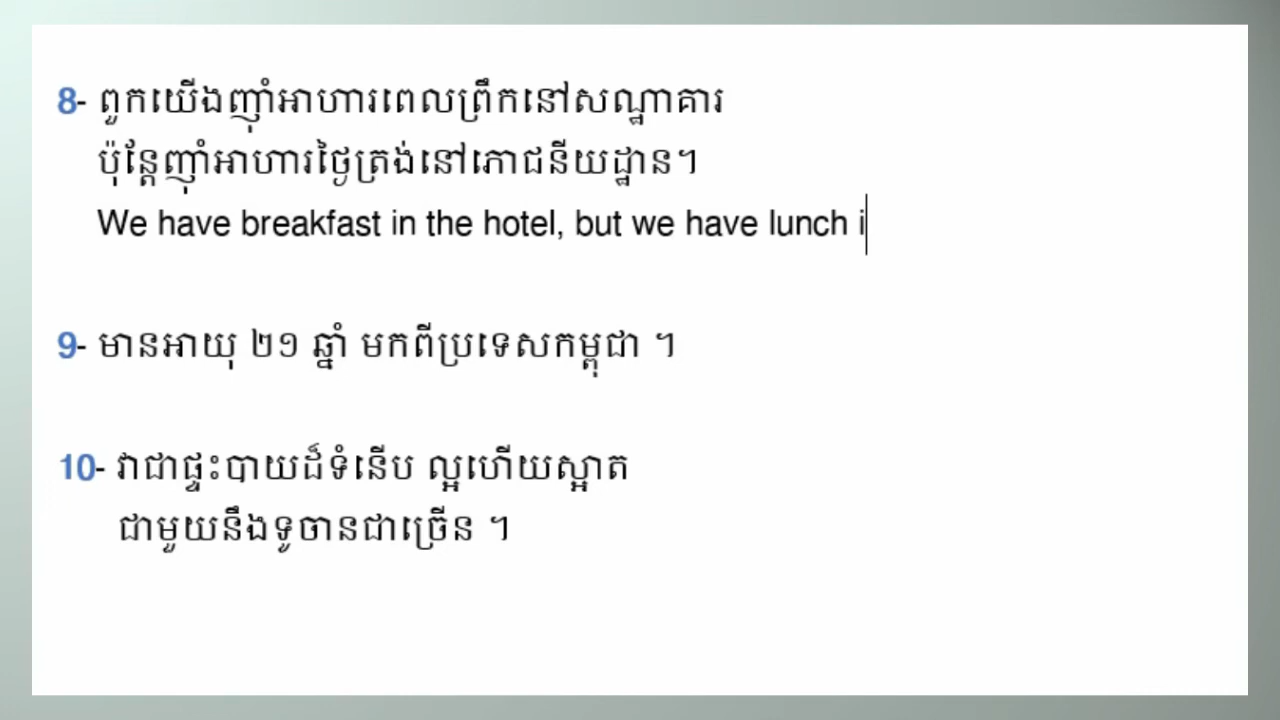 8- ពួកយើងញ៉ាំអាហារពេលព្រឹកនៅសណ្ឋាគារ
ប៉ុន្តែញ៉ាំអាហារថ្ងៃត្រង់នៅភោជនីយដ្ឋាន។
We have breakfast in the hotel, but we have lunch i
9- មានអាយុ ២១ ឆ្នាំ មកពីប្រទេសកម្ពុជា ។
10- វាជាផ្ទះបាយដ៏ទំនើប ល្អហើយស្អាត
ជាមួយនឹងទូចានជាច្រើន ។